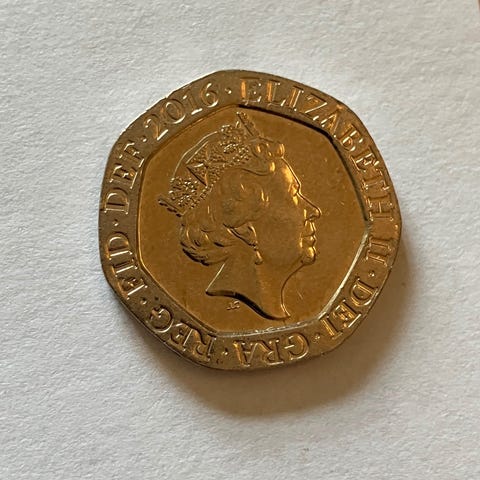 ELIZABETH II · DEI · GRA · REG · FID · DEF · 2016 ·